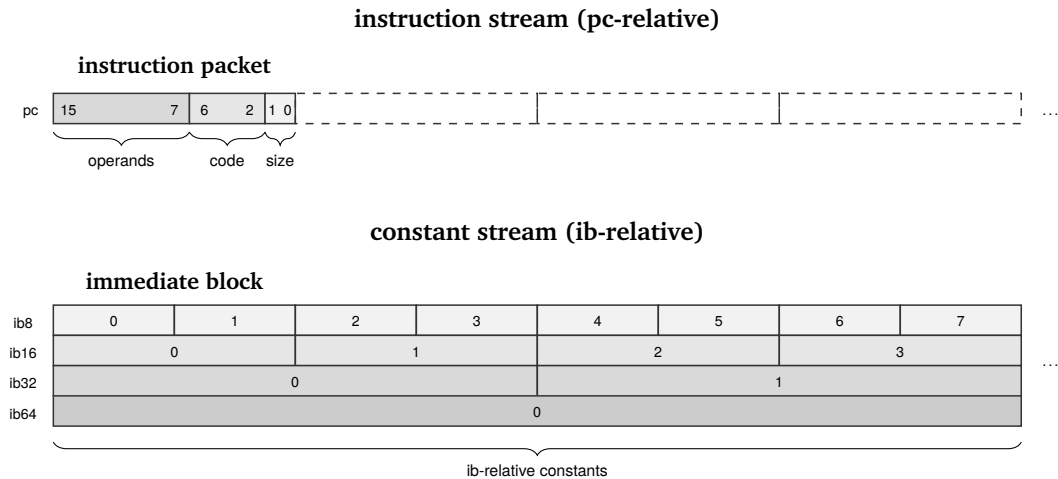 instruction stream (pc-relative)
instruction packet
pc 15 7 6 2 1 0 ...
operands code size
constant stream (ib-relative)
immediate block
ib8 0 1 2 3 4 5 6 7
ib16 0 1 2 3
...
ib32 0 1
ib64 0
ib-relative constants